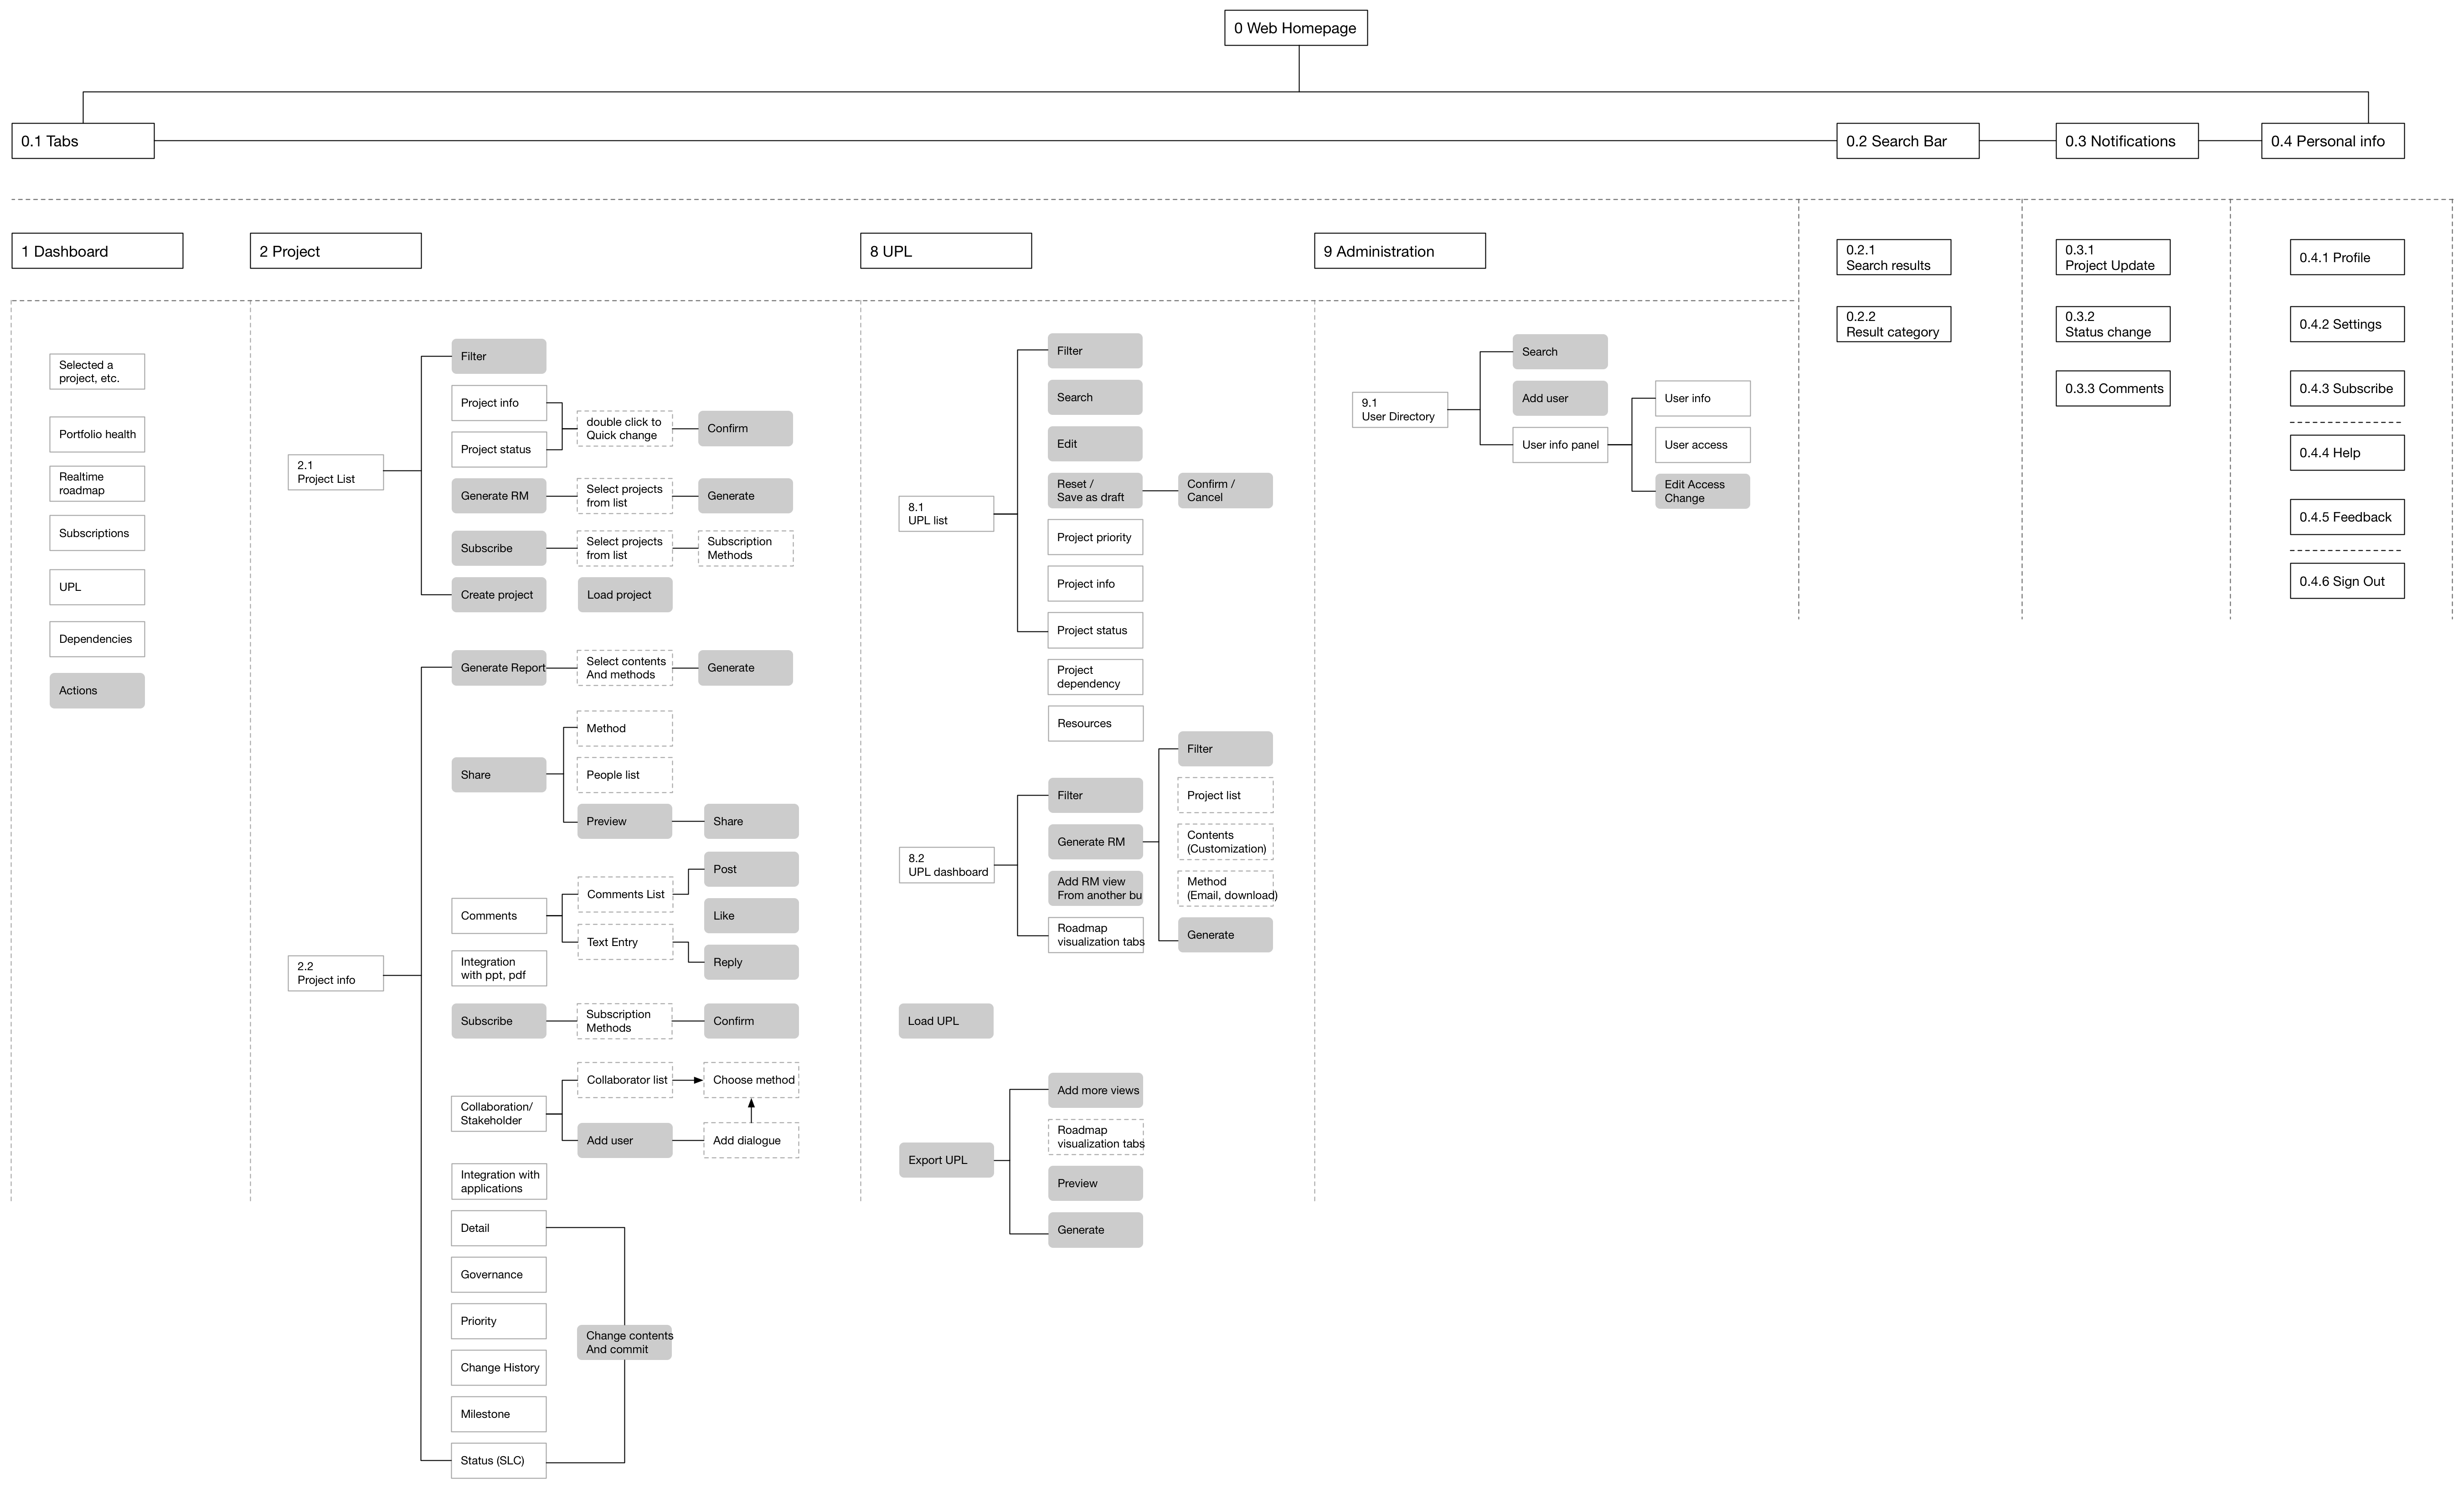 0 Web Homepage
0.1 Tabs
0.2 Search Bar
0.3 Notifications
0.4 Personal info
1 Dashboard
Selected a
project, etc.
Portfolio health
Realtime
roadmap
Subscriptions
UPL
Dependencies
Actions
2 Project
2.1
Project List
Filter
Project info
Project status
double click to
Quick change
Confirm
Generate RM
Select projects
from list
Generate
Subscribe
Select projects
from list
Subscription
Methods
Create project
Load project
2.2
Project info
Generate Report
Select contents
And methods
Generate
Share
Method
People list
Preview
Share
Comments
Comments List
Text Entry
Post
Like
Reply
Integration
with ppt, pdf
Subscribe
Subscription
Methods
Confirm
Collaboration/
Stakeholder
Collaborator list
Choose method
Add user
Add dialogue
Integration with
applications
Detail
Governance
Priority
Change History
Milestone
Status (SLC)
Change contents
And commit
8 UPL
8.1
UPL list
Filter
Search
Edit
Reset /
Save as draft
Confirm /
Cancel
Project priority
Project info
Project status
Project
dependency
Resources
8.2
UPL dashboard
Filter
Generate RM
Add RM view
From another bu
Roadmap
visualization tabs
Filter
Project list
Contents
(Customization)
Method
(Email, download)
Generate
Load UPL
Export UPL
Add more views
Roadmap
visualization tabs
Preview
Generate
9 Administration
9.1
User Directory
Search
Add user
User info panel
User info
User access
Edit Access
Change
0.2.1
Search results
0.2.2
Result category
0.3.1
Project Update
0.3.2
Status change
0.3.3 Comments
0.4.1 Profile
0.4.2 Settings
0.4.3 Subscribe
0.4.4 Help
0.4.5 Feedback
0.4.6 Sign Out